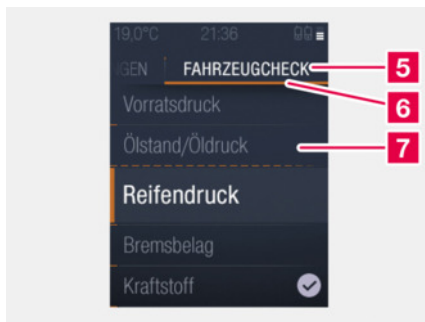 19,0°C 21:36
GEN FAHRZEUGCHECK 5
6
Vorratsdruck
Ölstand/Öldruck 7
Reifendruck
Bremsbelag
Kraftstoff